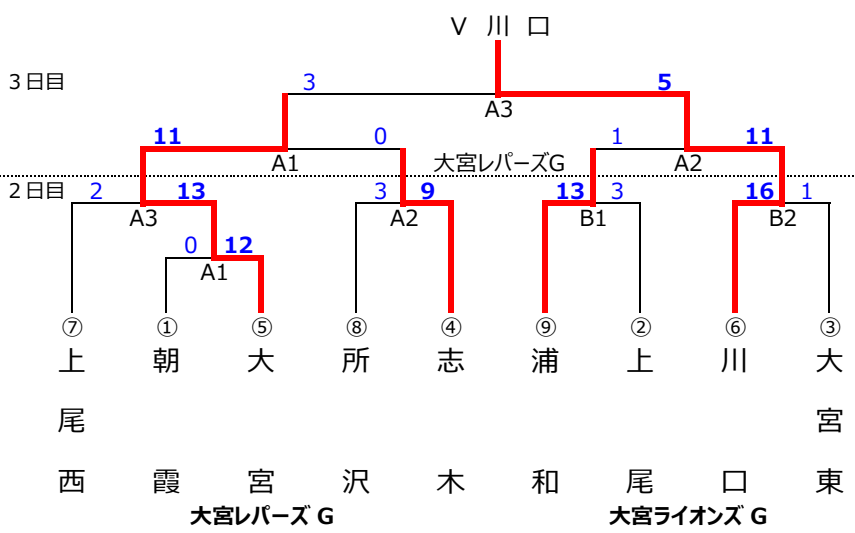 V 川 口
3日目
3
5
A3
11
0
1
11
A1
大宮レパーズG
A2
2日目
2
13
3
9
13
3
16
1
A3
A2
B1
B2
0
12
A1
⑦ ① ⑤ ⑧ ④ ⑨ ② ⑥ ③
上尾西
朝霞
大宮
所沢
志木
浦和
上尾
川口
大宮東
大宮レパーズ G
大宮ライオンズ G